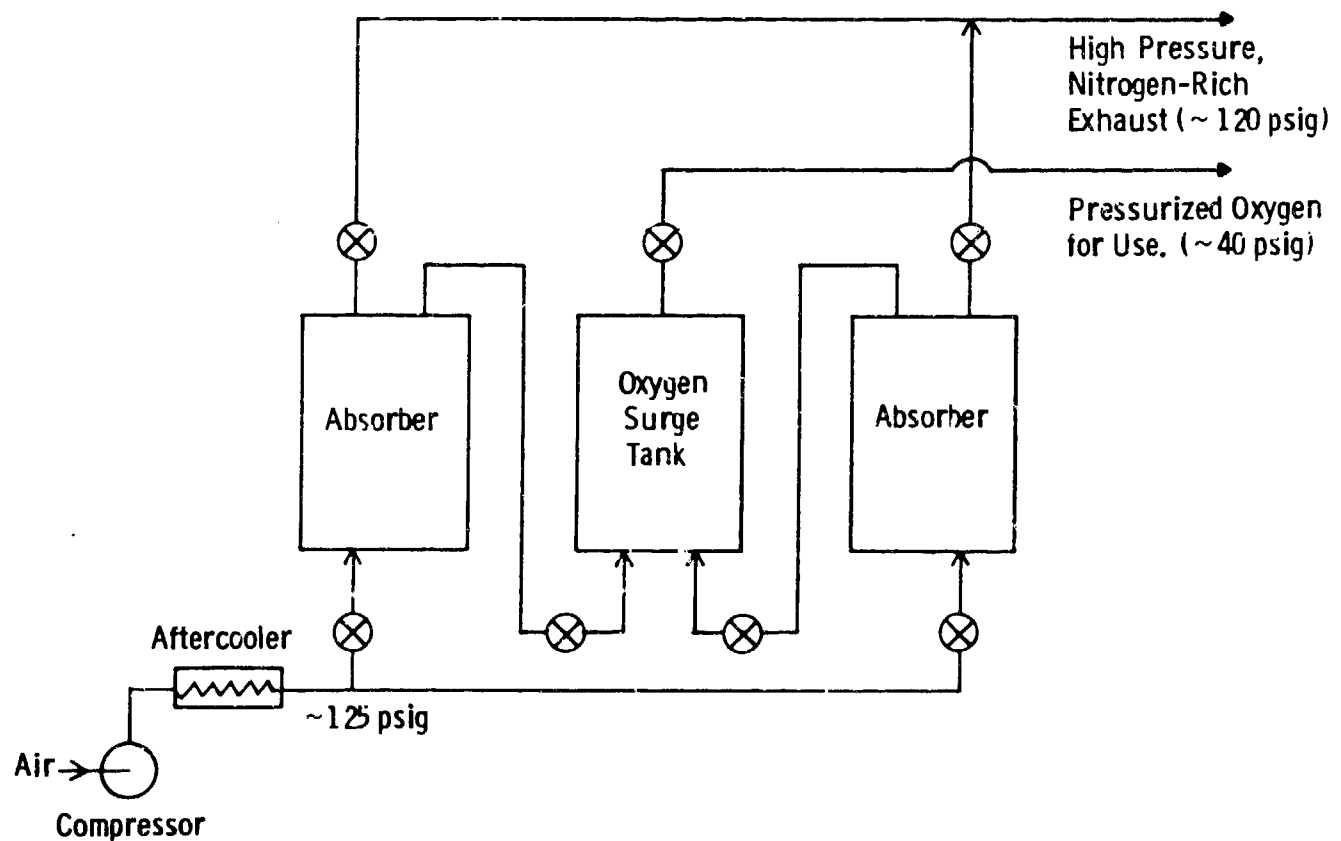 High Pressure,
Nitrogen-Rich
Exhaust (~ 120 psig)
Pressurized Oxygen
for Use. (~40 psig)
Absorber
Oxygen
Surge
Tank
Absorber
Aftercooler
~125 psig
Air
Compressor